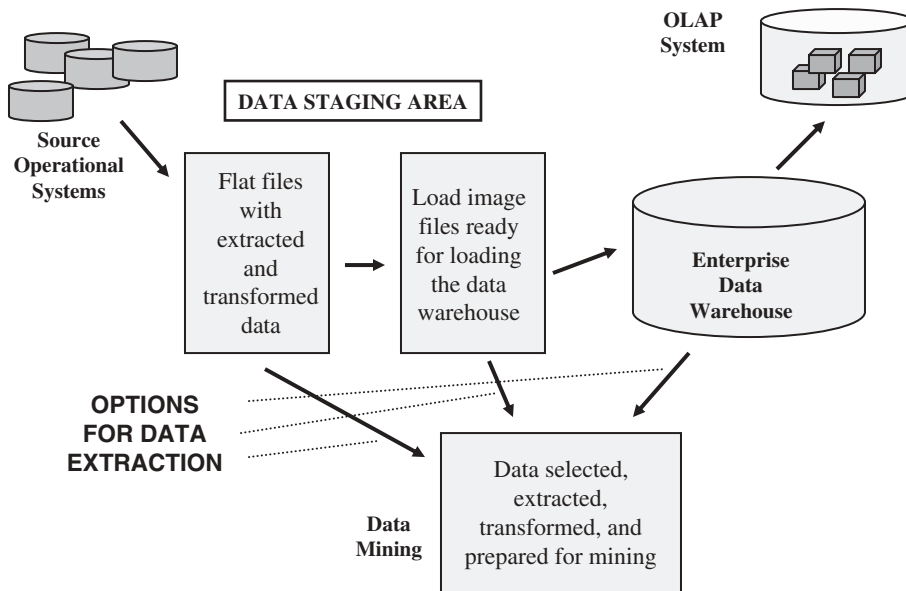 OLAP
System
DATA STAGING AREA
Source
Operational
Systems
Flat files
with
extracted
and
transformed
data
Load image
files ready
for loading
the data
warehouse
Enterprise
Data
Warehouse
OPTIONS
FOR DATA
EXTRACTION
Data
Mining
Data selected,
extracted,
transformed, and
prepared for mining